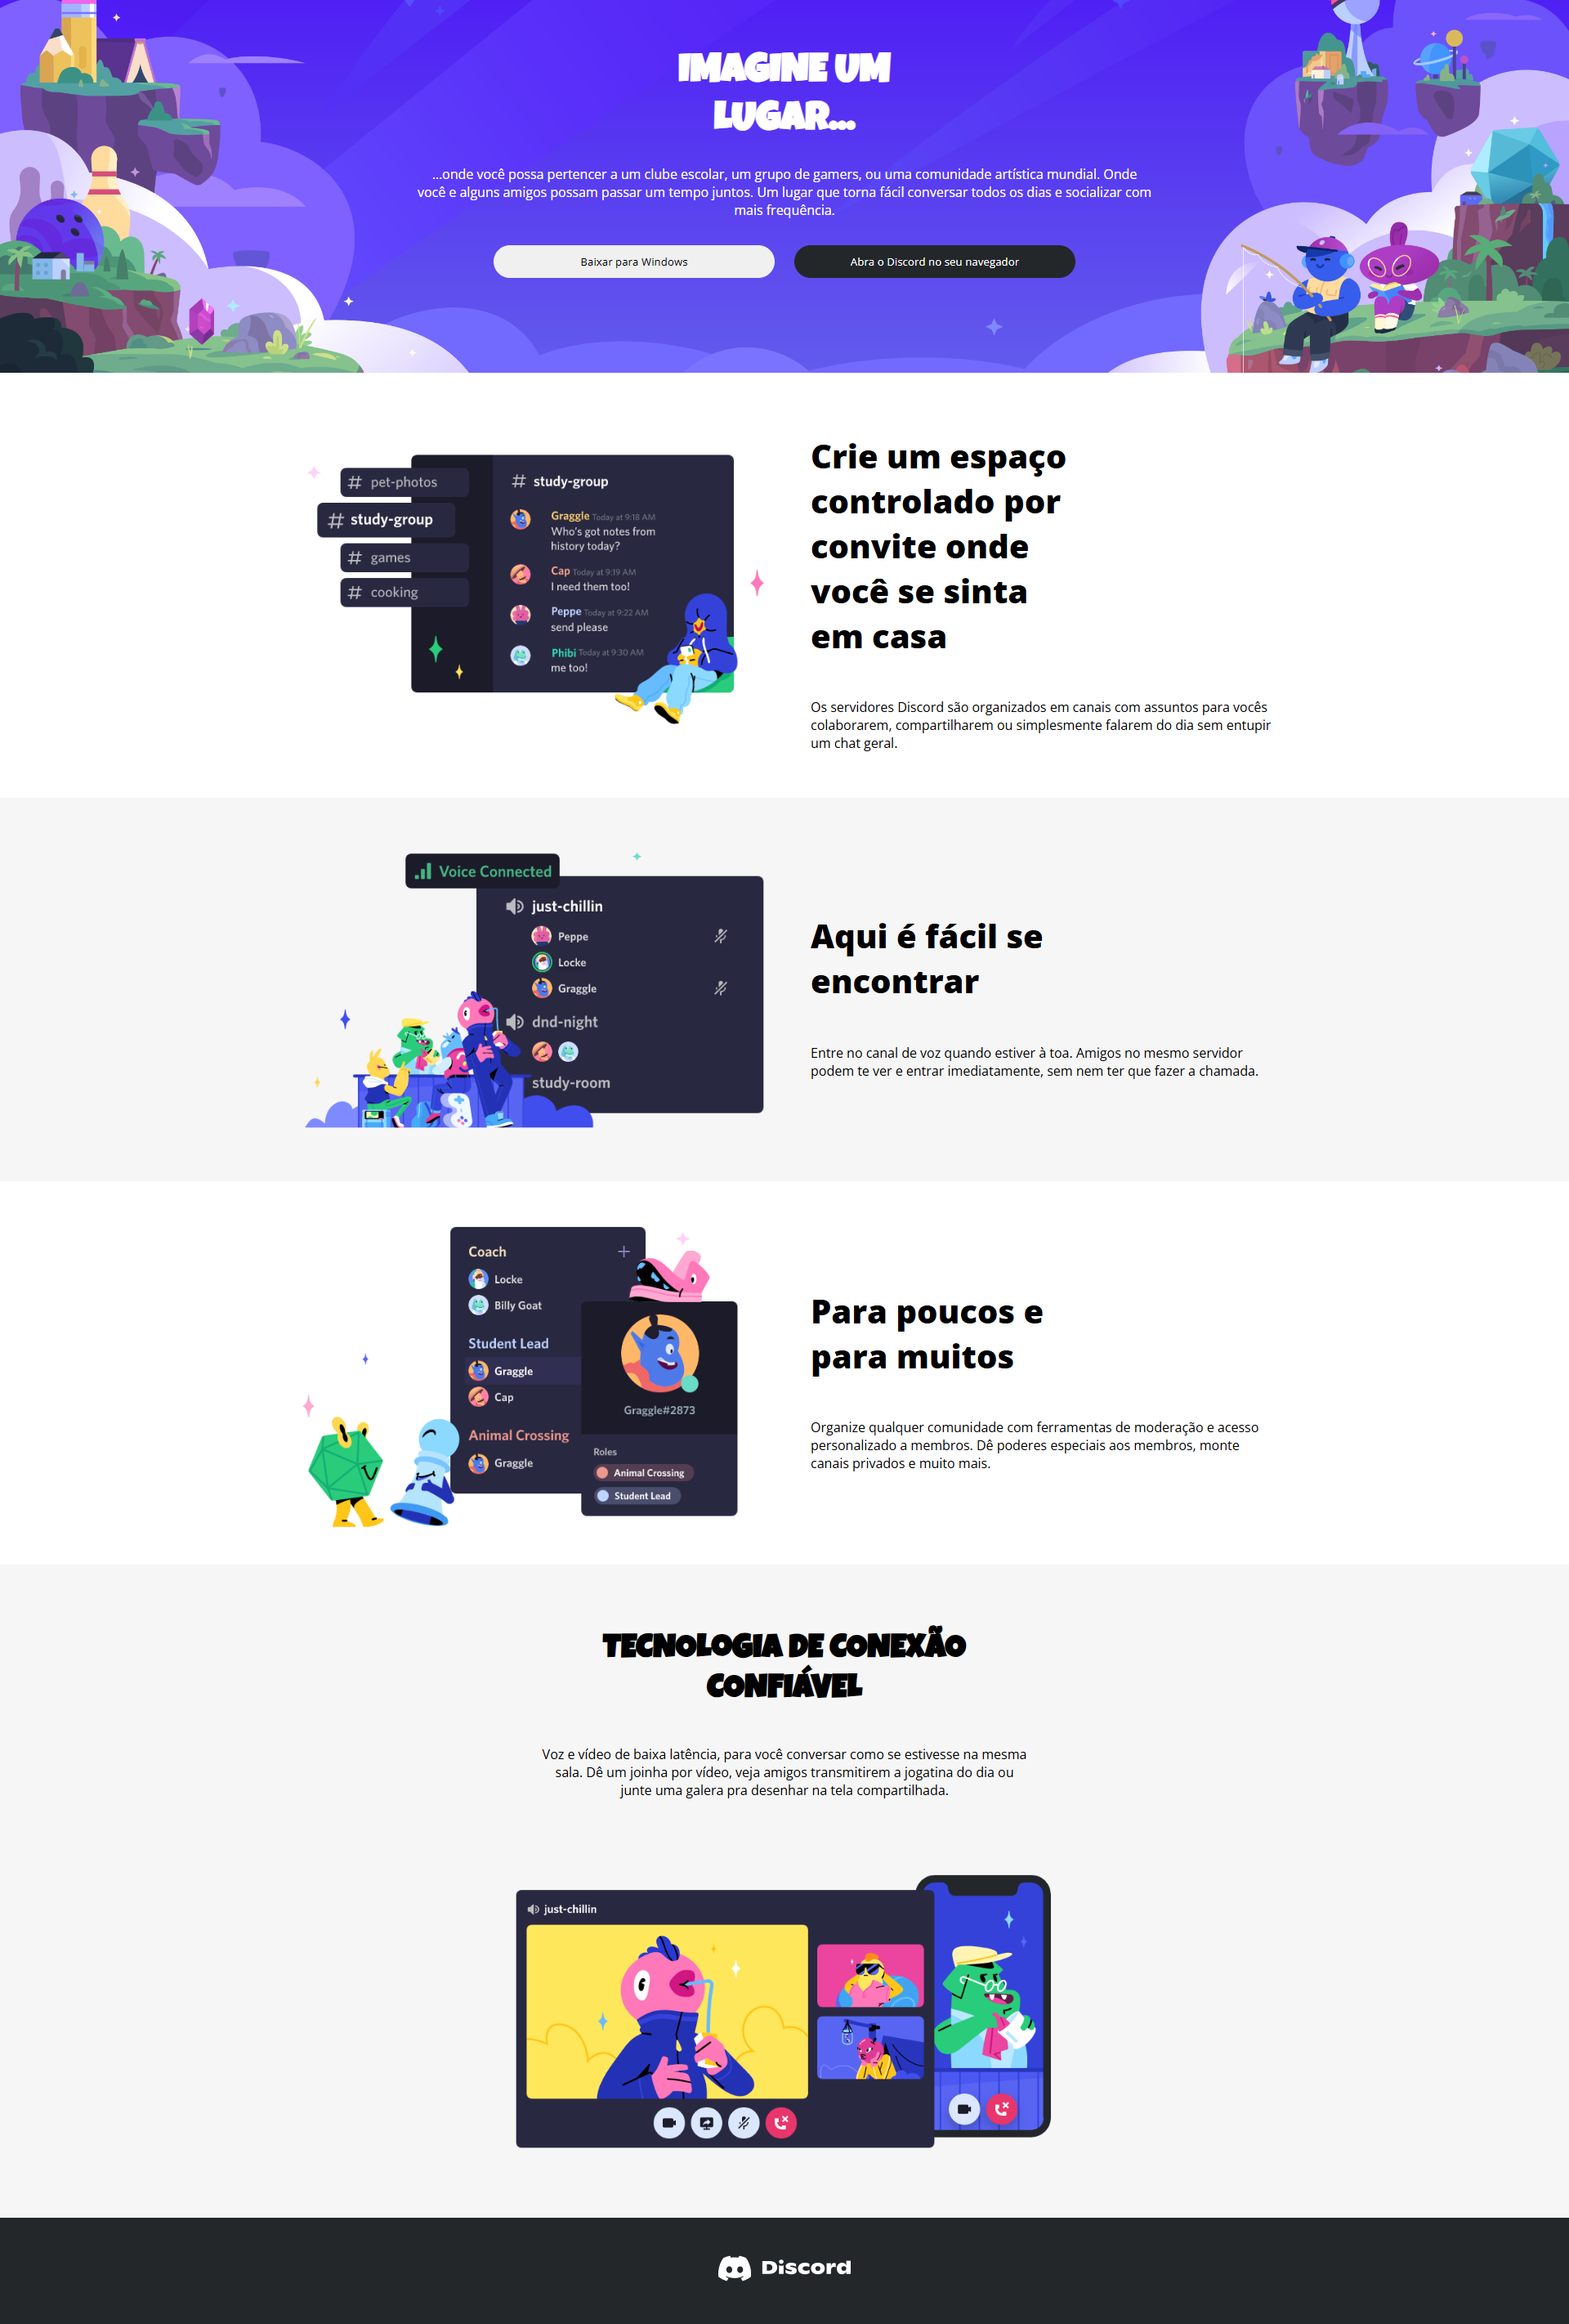 IMAGINE UM
LUGAR...
...onde você possa pertencer a um clube escolar, um grupo de gamers, ou uma comunidade artística mundial. Onde
você e alguns amigos possam passar um tempo juntos. Um lugar que torna fácil conversar todos os dias e socializar com
mais frequência.
Baixar para Windows
Abra o Discord no seu navegador
# pet-photos
# study-group
# games
# cooking
# study-group
Graggle Today at 9:18 AM
Who's got notes from
history today?
Cap Today at 9:19 AM
I need them too!
Peppe Today at 9:22 AM
send please
Phibi Today at 9:30 AM
me too!
Crie um espaço
controlado por
convite onde
você se sinta
em casa
Os servidores Discord são organizados em canais com assuntos para vocês
colaborarem, compartilharem ou simplesmente falarem do dia sem entupir
um chat geral.
Voice Connected
just-chillin
Peppe
Locke
Graggle
dnd-night
study-room
Aqui é fácil se
encontrar
Entre no canal de voz quando estiver à toa. Amigos no mesmo servidor
podem te ver e entrar imediatamente, sem nem ter que fazer a chamada.
Coach
Locke
Billy Goat
Student Lead
Graggle
Cap
Animal Crossing
Graggle
Graggle#2873
Roles
Animal Crossing
Student Lead
Para poucos e
para muitos
Organize qualquer comunidade com ferramentas de moderação e acesso
personalizado a membros. Dê poderes especiais aos membros, monte
canais privados e muito mais.
TECNOLOGIA DE CONEXÃO
CONFIÁVEL
Voz e vídeo de baixa latência, para você conversar como se estivesse na mesma
sala. Dê um joinha por vídeo, veja amigos transmitirem a jogatina do dia ou
junte uma galera pra desenhar na tela compartilhada.
just-chillin
Discord